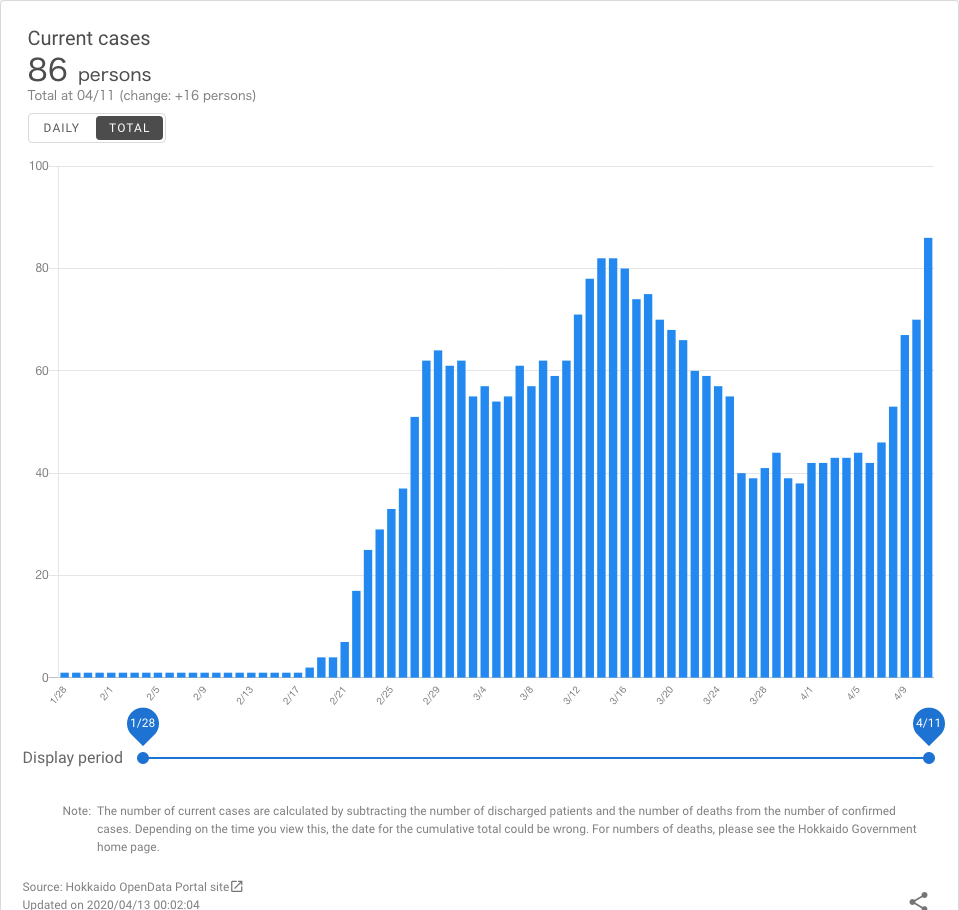 Current cases
86 persons
Total at 04/11 (change: +16 persons)
DAILY TOTAL
100
80
60
40
20
0
1/28 2/1 2/5 2/9 2/13 2/17 2/21 2/25 2/29 3/4 3/8 3/12 3/16 3/20 3/24 3/28 4/1 4/5 4/9
1/28 4/11
Display period
Note: The number of current cases are calculated by subtracting the number of discharged patients and the number of deaths from the number of confirmed
cases. Depending on the time you view this, the date for the cumulative total could be wrong. For numbers of deaths, please see the Hokkaido Government
home page.
Source: Hokkaido OpenData Portal site
Updated on 2020/04/13 00:02:04